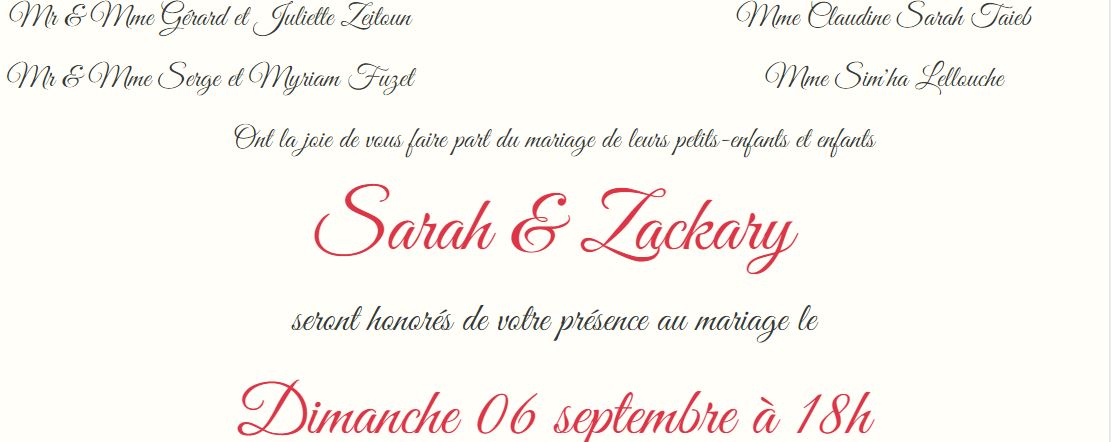 Mr & Mme Gérard et Juliette Zeitoun
Mme Claudine Sarah Taieb
Mr & Mme Serge et Myriam Fuzet
Mme Sim'ha Lellouche
Ont la joie de vous faire part du mariage de leurs petits-enfants et enfants
Sarah & Zackary
seront honorés de votre présence au mariage le
Dimanche 06 septembre à 18h